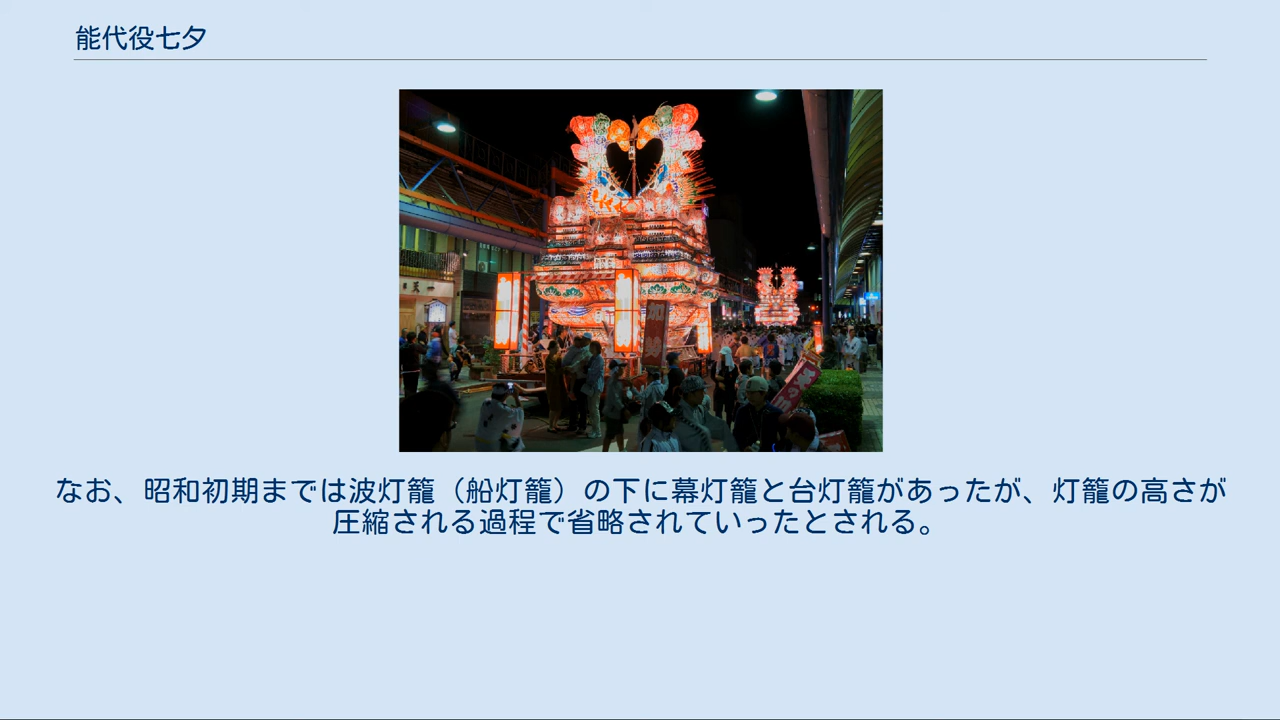 能代役七夕
なお、昭和初期までは波灯籠（船灯籠）の下に幕灯籠と台灯籠があったが、灯籠の高さが
圧縮される過程で省略されていったとされる。